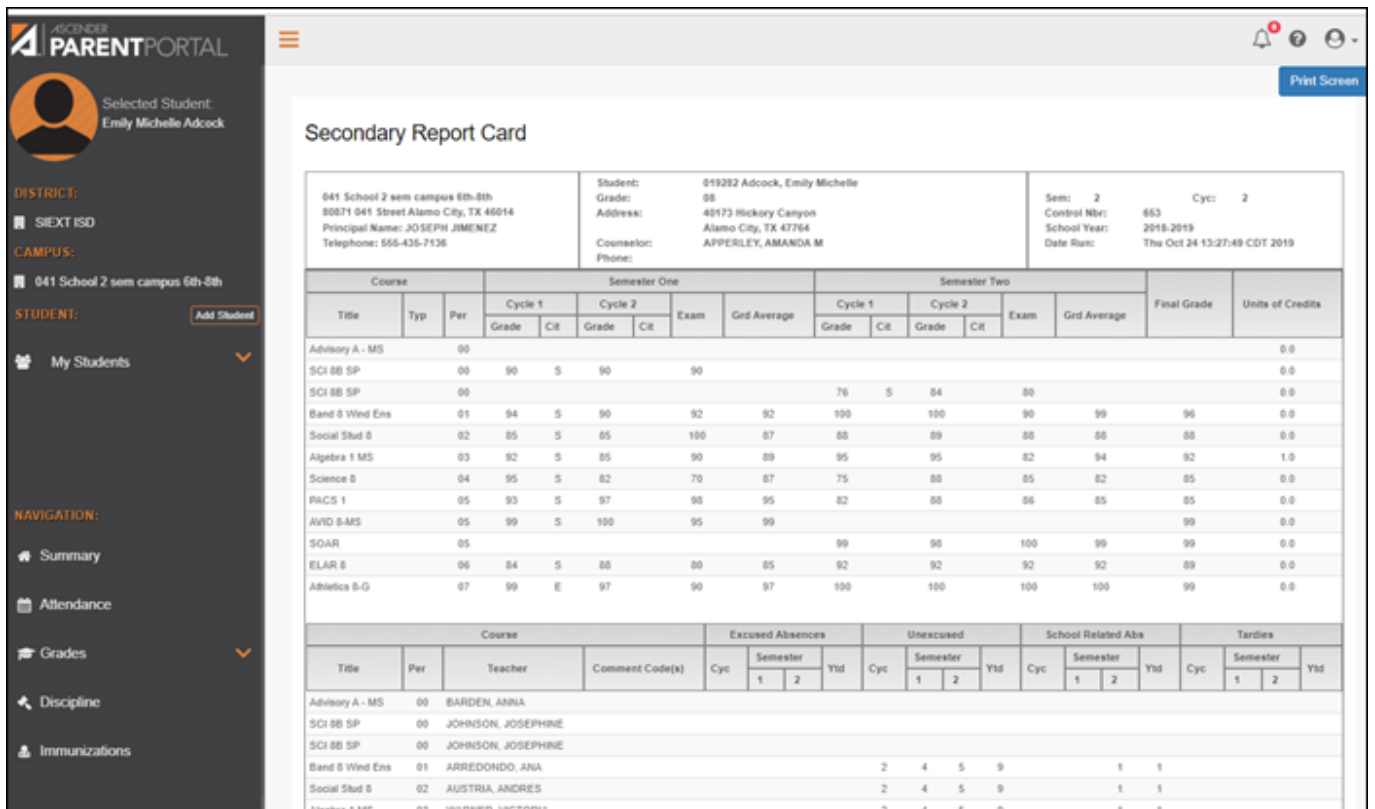 ASCENDER
PARENTPORTAL
0
Print Screen
Selected Student:
Emily Michelle Adcock
DISTRICT:
SIEXT ISD
CAMPUS:
041 School 2 sem campus 6th-8th
STUDENT: Add Student
My Students
NAVIGATION:
Summary
Attendance
Grades
Discipline
Immunizations
Secondary Report Card
041 School 2 sem campus 6th-8th
80871 041 Street Alamo City, TX 46014
Principal Name: JOSEPH JIMENEZ
Telephone: 555-435-7136
Student: 019282 Adcock, Emily Michelle
Grade: 08
Address: 40173 Hickory Canyon
Alamo City, TX 47764
Counselor: APPERLEY, AMANDA M
Phone:
Sem: 2 Cyc: 2
Control Nbr: 653
School Year: 2018-2019
Date Run: Thu Oct 24 13:27:49 CDT 2019
Course Semester One Semester Two Final Grade Units of Credits
Title Typ Per Cycle 1 Cycle 2 Exam Grd Average Cycle 1 Cycle 2 Exam Grd Average
Grade Cit Grade Cit Grade Cit Grade Cit
Advisory A - MS 00 0.0
SCI 8B SP 00 90 S 90 90 0.0
SCI 8B SP 00 76 S 84 80 0.0
Band 8 Wind Ens 01 94 S 90 92 92 100 100 90 99 96 0.0
Social Stud 8 02 85 S 85 100 87 88 89 88 88 88 0.0
Algebra 1 MS 03 92 S 85 90 89 95 95 82 94 92 1.0
Science 8 04 95 S 82 70 87 75 88 85 82 85 0.0
PACS 1 05 93 S 97 98 95 82 88 86 85 85 0.0
AVID 8-MS 05 99 S 100 95 99 99 0.0
SOAR 05 99 98 100 99 99 0.0
ELAR 8 06 84 S 88 80 85 92 92 92 92 89 0.0
Athletics 8-G 07 99 E 97 90 97 100 100 100 100 99 0.0
Course Excused Absences Unexcused School Related Abs Tardies
Title Per Teacher Comment Code(s) Cyc Semester Ytd Cyc Semester Ytd Cyc Semester Ytd Cyc Semester Ytd
1 2 1 2 1 2 1 2
Advisory A - MS 00 BARDEN, ANNA
SCI 8B SP 00 JOHNSON, JOSEPHINE
SCI 8B SP 00 JOHNSON, JOSEPHINE
Band 8 Wind Ens 01 ARREDONDO, ANA 2 4 5 9 1 1
Social Stud 8 02 AUSTRIA, ANDRES 2 4 5 9 1 1